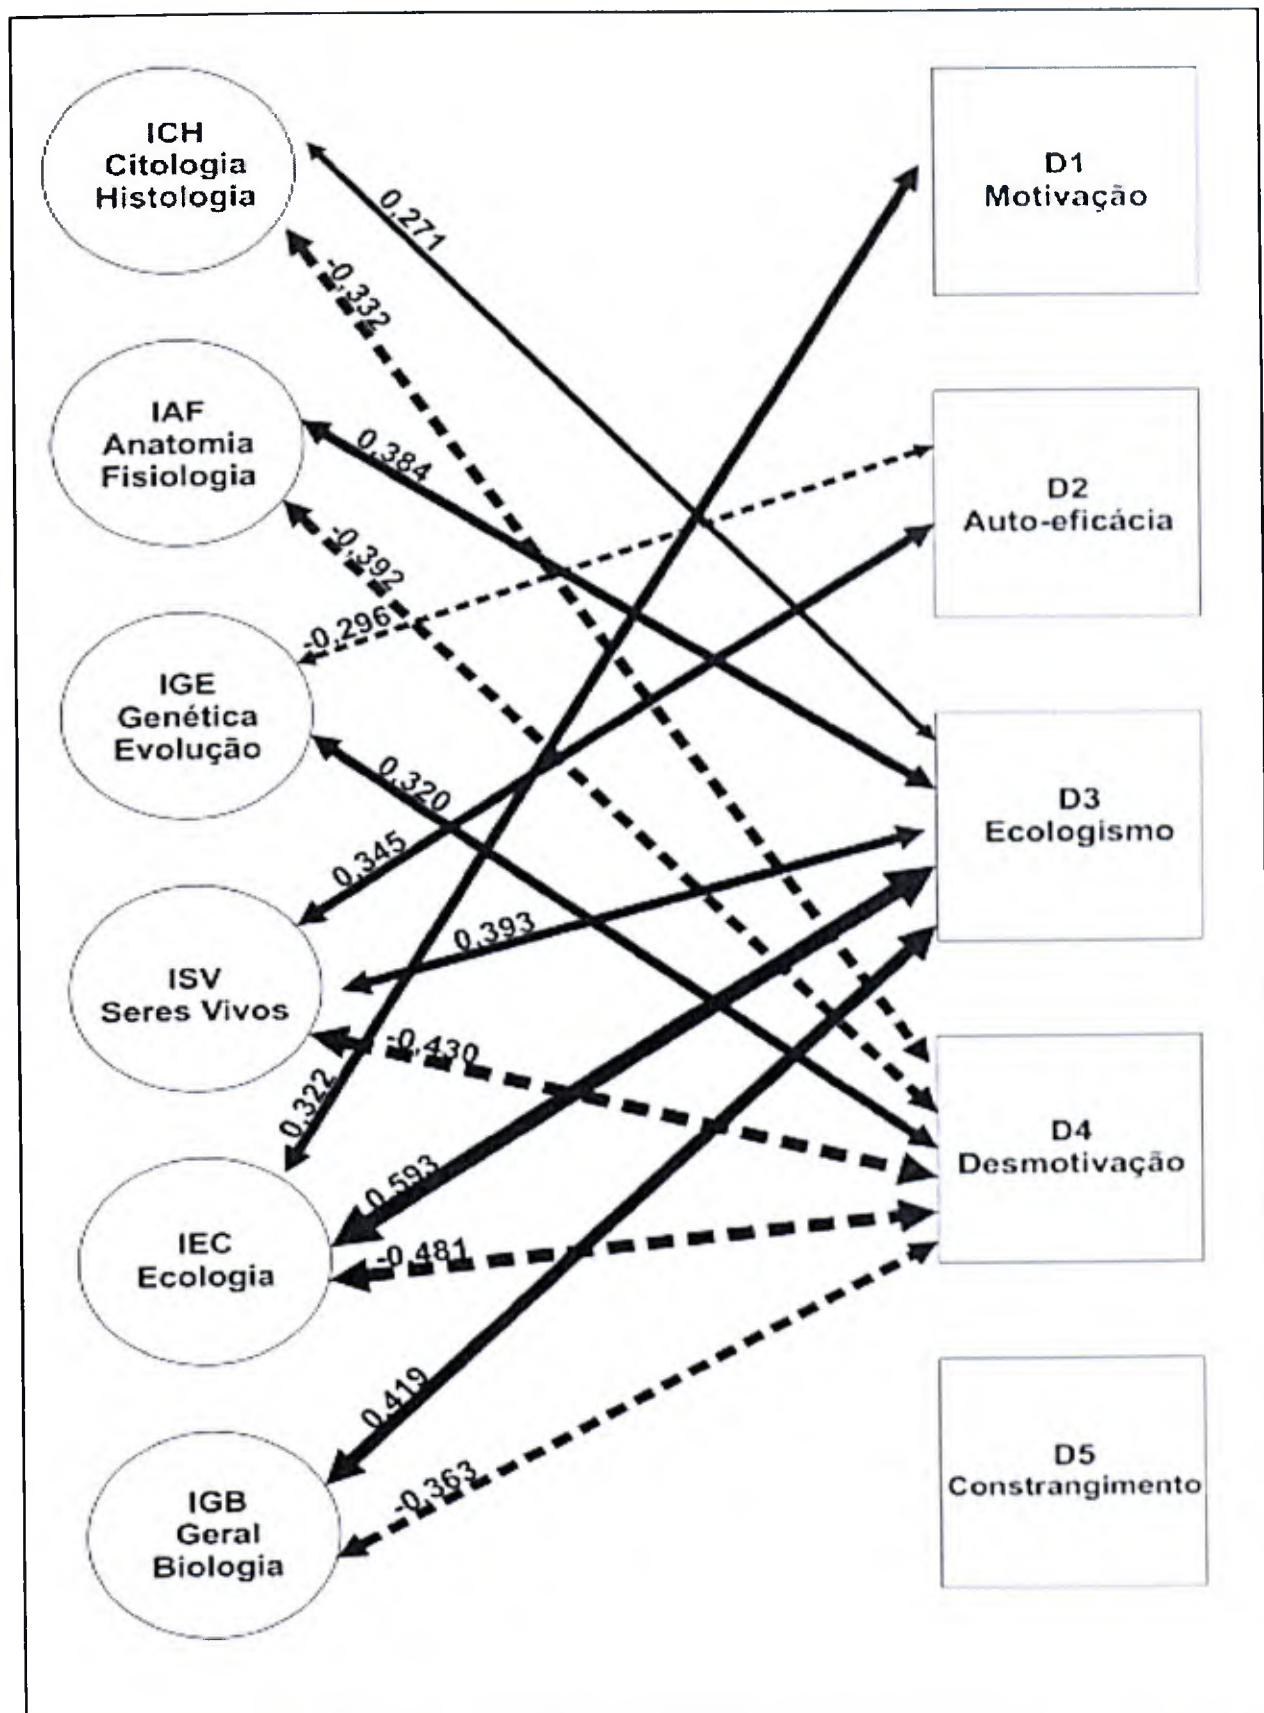 ICH
Citologia
Histologia
D1
Motivação
0,271
-0,332
IAF
Anatomia
Fisiologia
0,384
-0,392
D2
Auto-eficácia
-0,296
IGE
Genética
Evolução
0,320
0,345
D3
Ecologismo
ISV
Seres Vivos
0,393
-0,430
0,322
D4
Desmotivação
IEC
Ecologia
0,593
-0,481
0,419
-0,363
IGB
Geral
Biologia
D5
Constrangimento